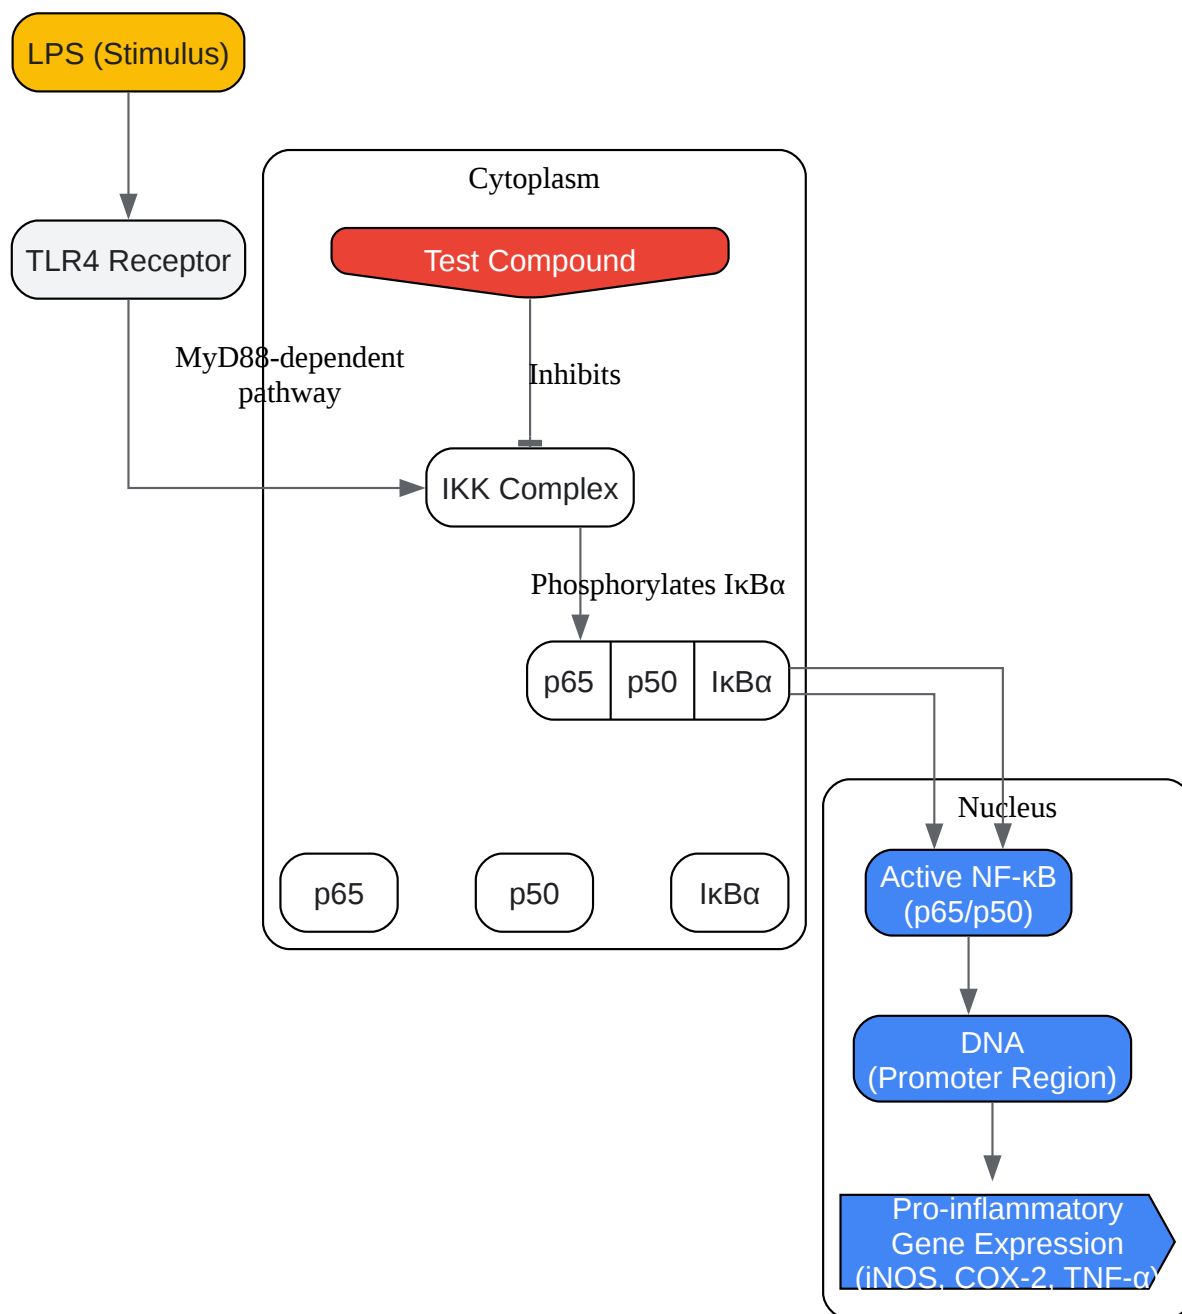 LPS (Stimulus)
Cytoplasm
TLR4 Receptor
Test Compound
MyD88-dependent
pathway
Inhibits
IKK Complex
Phosphorylates IκBα
p65
p50
IκBα
Nucleus
p65
p50
IκBα
Active NF-κB
(p65/p50)
DNA
(Promoter Region)
Pro-inflammatory
Gene Expression
(iNOS, COX-2, TNF-α)